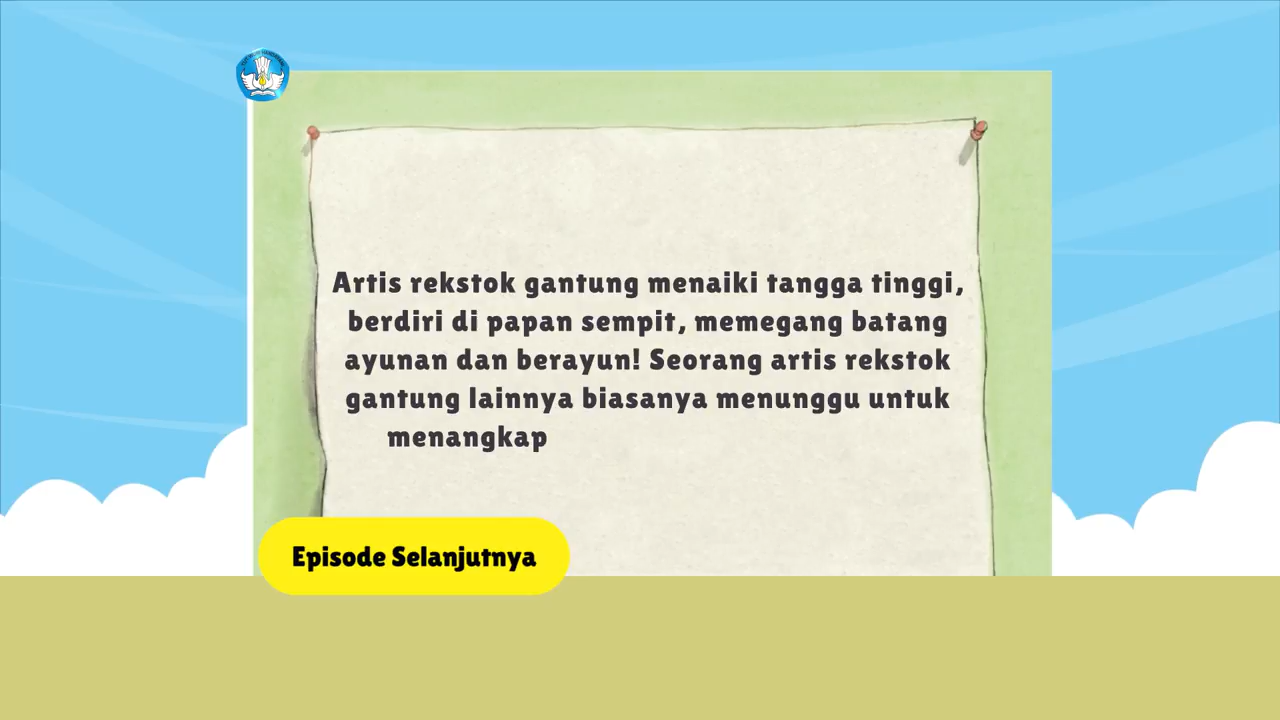 Artis rekstok gantung menaiki tangga tinggi,
berdiri di papan sempit, memegang batang
ayunan dan berayun! Seorang artis rekstok
gantung lainnya biasanya menunggu untuk
menangkap
Episode Selanjutnya